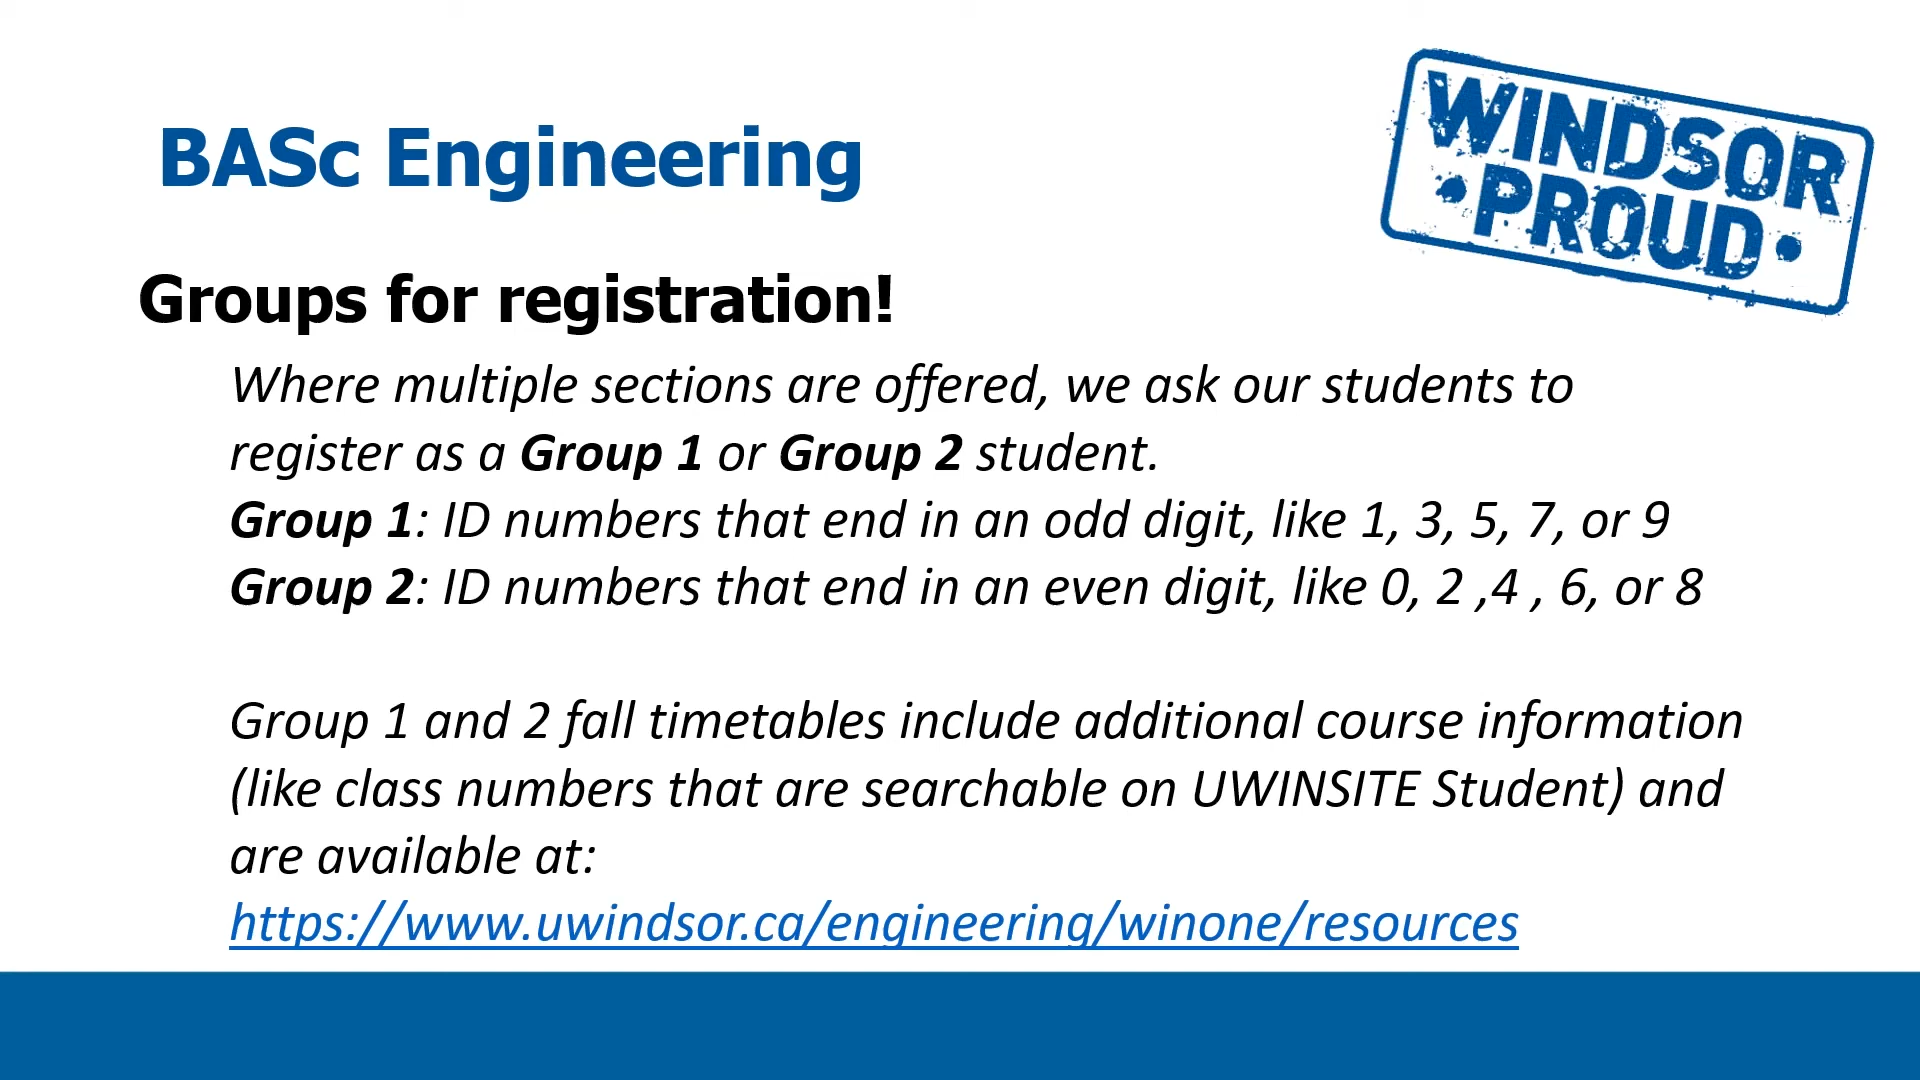 BASc Engineering
WINDSOR
•PROUD•
Groups for registration!
Where multiple sections are offered, we ask our students to
register as a Group 1 or Group 2 student.
Group 1: ID numbers that end in an odd digit, like 1, 3, 5, 7, or 9
Group 2: ID numbers that end in an even digit, like 0, 2 ,4 , 6, or 8
Group 1 and 2 fall timetables include additional course information
(like class numbers that are searchable on UWINSITE Student) and
are available at:
https://www.uwindsor.ca/engineering/winone/resources